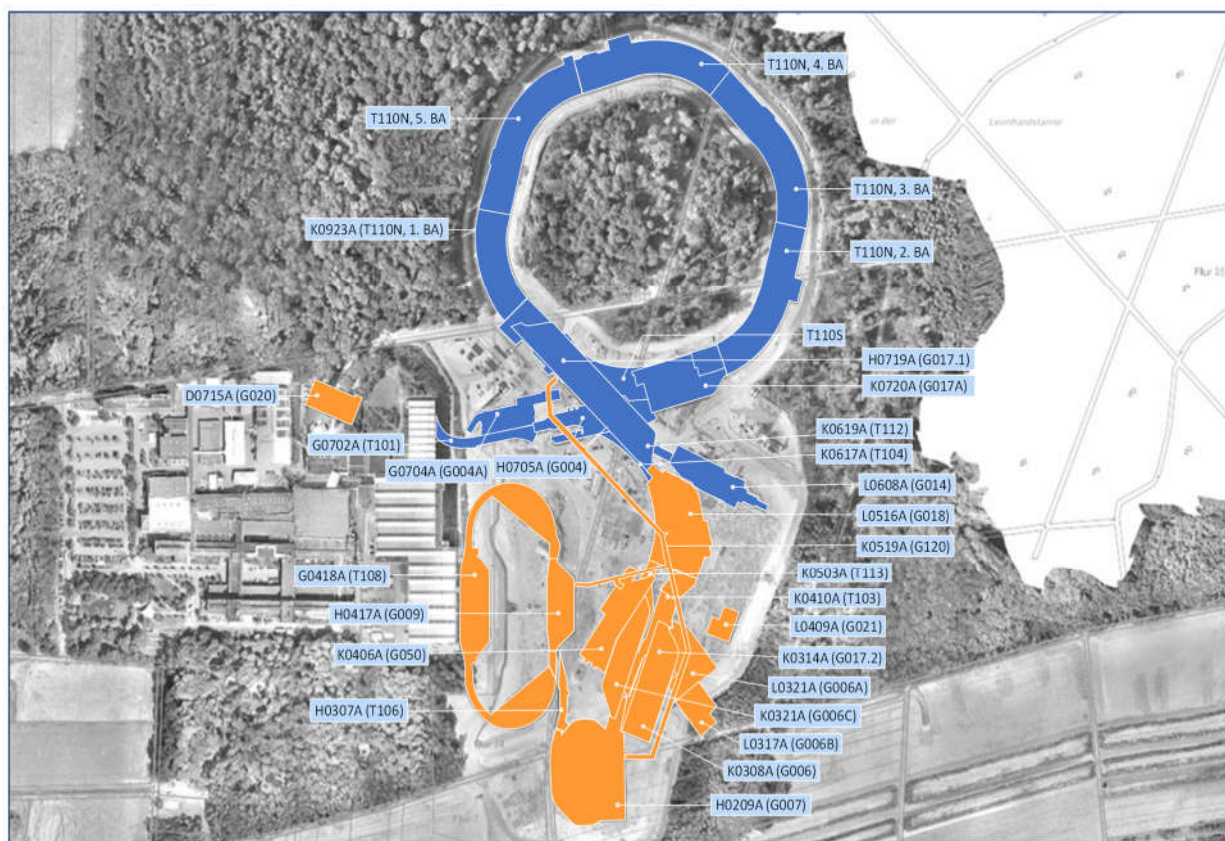 T110N, 4. BA
T110N, 5. BA
in der
Leonhardstanne
T110N, 3. BA
K0923A (T110N, 1. BA)
T110N, 2. BA
T110S
H0719A (G017.1)
K0720A (G017A)
D0715A (G020)
G0702A (T101)
K0619A (T112)
K0617A (T104)
G0704A (G004A)
H0705A (G004)
L0608A (G014)
L0516A (G018)
K0519A (G120)
G0418A (T108)
K0503A (T113)
K0410A (T103)
H0417A (G009)
L0409A (G021)
K0406A (G050)
K0314A (G017.2)
L0321A (G006A)
H0307A (T106)
K0321A (G006C)
L0317A (G006B)
K0308A (G006)
H0209A (G007)